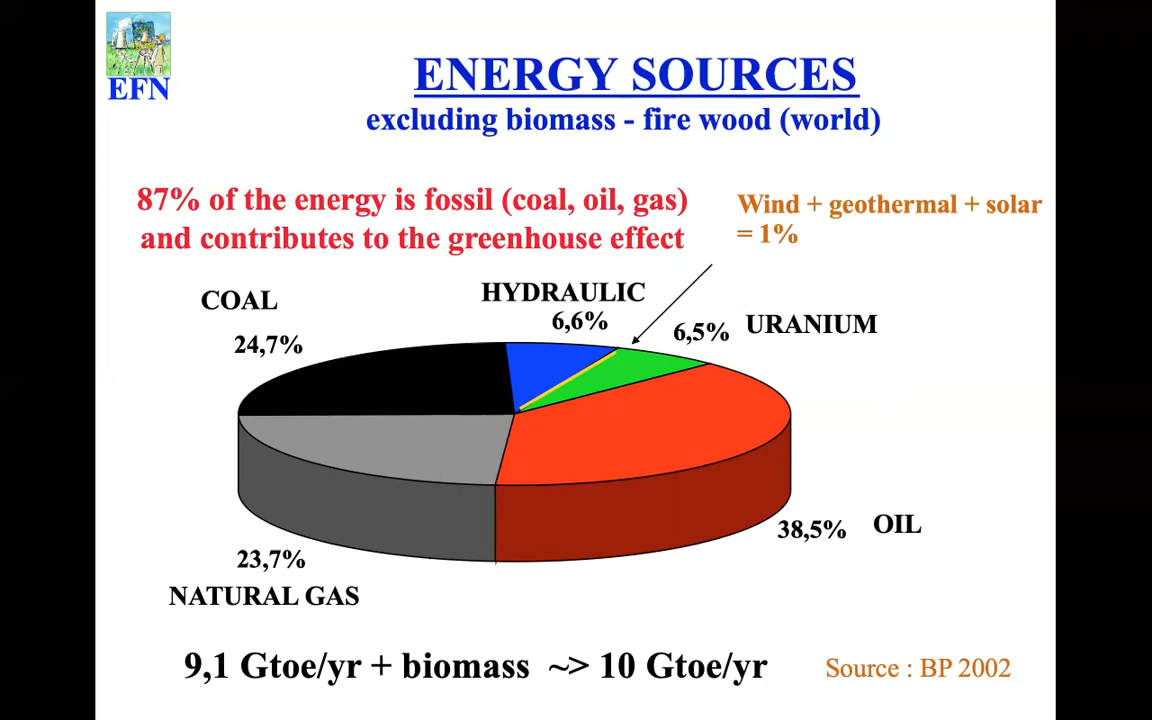 EFN
ENERGY SOURCES
excluding biomass - fire wood (world)
87% of the energy is fossil (coal, oil, gas)
and contributes to the greenhouse effect
Wind + geothermal + solar
= 1%
COAL
24,7%
HYDRAULIC
6,6%
6,5%
URANIUM
38,5%
OIL
23,7%
NATURAL GAS
9,1 Gtoe/yr + biomass ~> 10 Gtoe/yr
Source : BP 2002